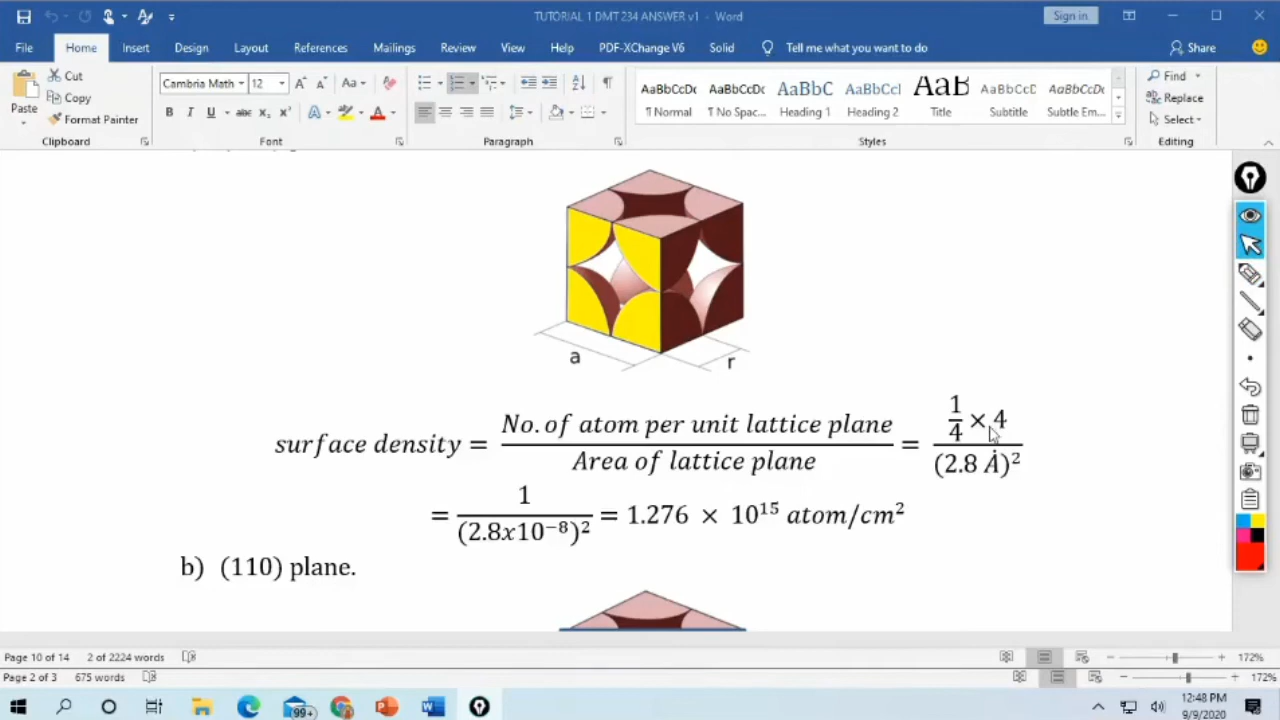 TUTORIAL 1 DMT 234 ANSWER v1 - Word
Sign in
File Home Insert Design Layout References Mailings Review View Help PDF-XChange V6 Solid Tell me what you want to do Share
Paste
Cut
Copy
Format Painter
Clipboard
Cambria Math 12
Font
Paragraph
AaBbCcDc AaBbCcDc AaBbC AaBbCcl AaB AaBbCcD AaBbCcDc
¶ Normal ¶ No Spac... Heading 1 Heading 2 Title Subtitle Subtle Em...
Styles
Find
Replace
Select
Editing
a
r
surface density = No. of atom per unit lattice plane / Area of lattice plane = 1/4 × 4 / (2.8 Å)²
= 1 / (2.8x10⁻⁸)² = 1.276 × 10¹⁵ atom/cm²
b) (110) plane.
Page 10 of 14 2 of 2224 words 172%
Page 2 of 3 675 words 172%
99+
12:48 PM
9/9/2020